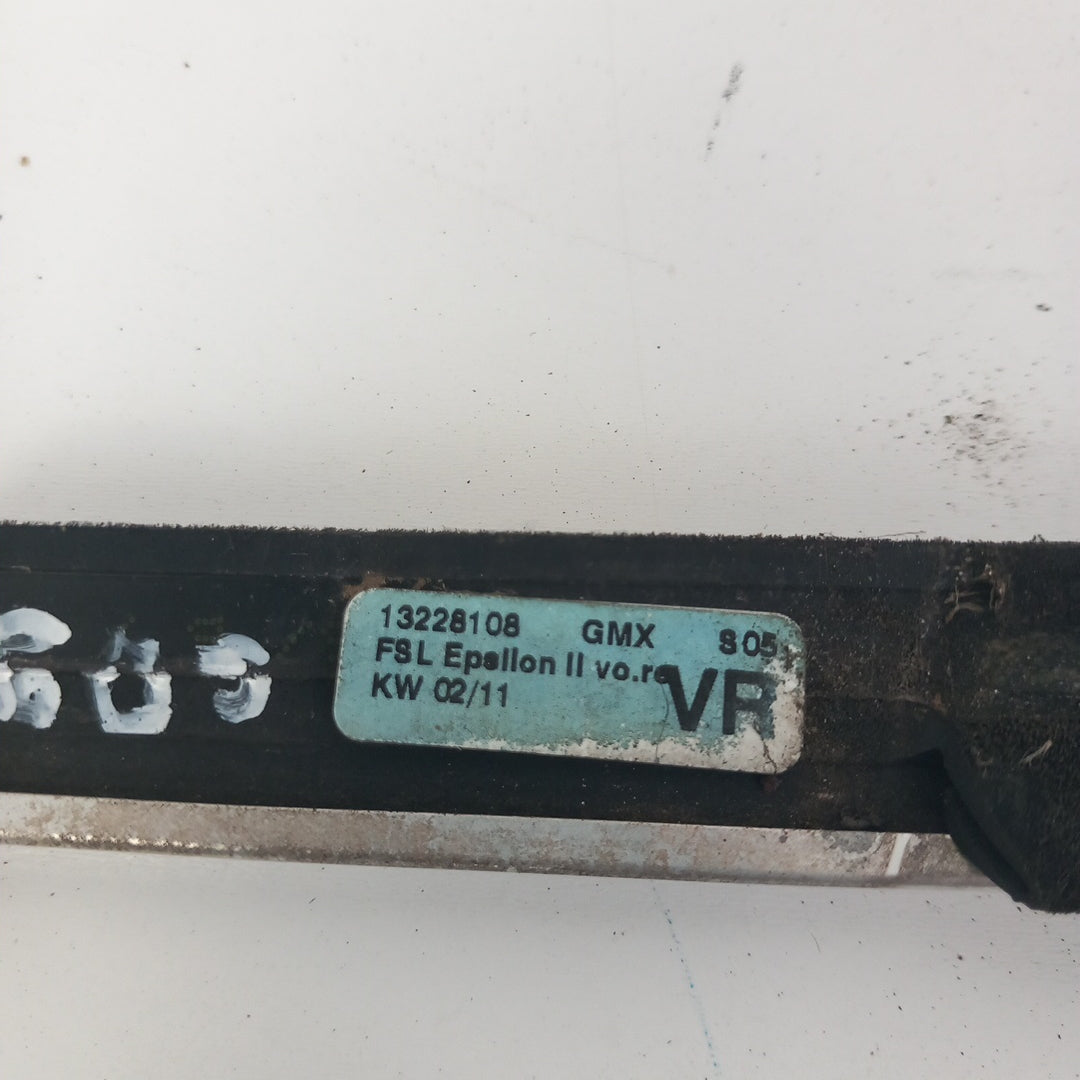 13228108 GMX S05
FSL Epsilon II vo.re
KW 02/11
VR